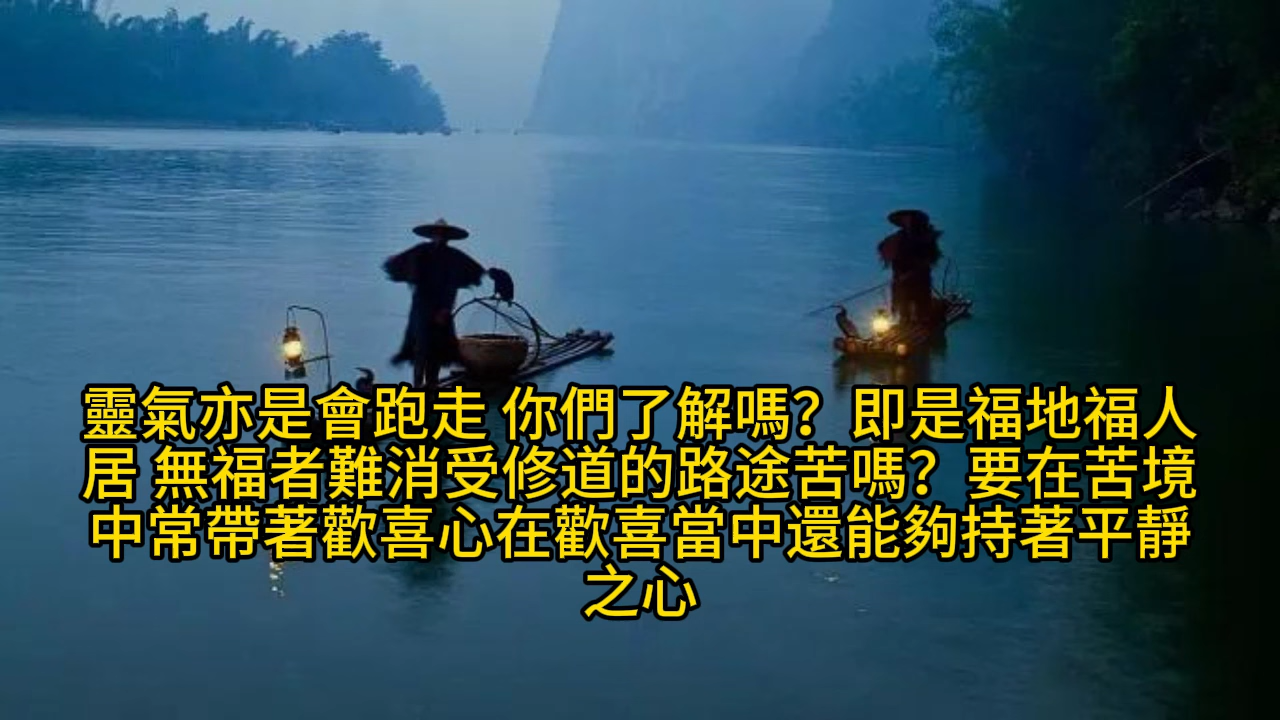 靈氣亦是會跑走 你們了解嗎？即是福地福人
居 無福者難消受修道的路途苦嗎？要在苦境
中常帶著歡喜心在歡喜當中還能夠持著平靜
之心